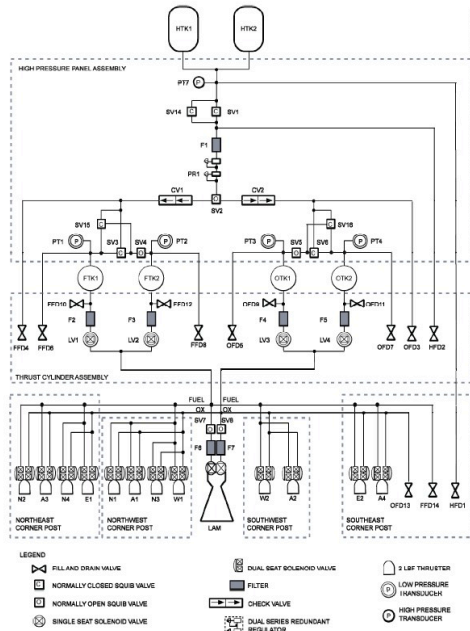 HTK1
HTK2
HIGH PRESSURE PANEL ASSEMBLY
PT7
P
SV14
C
C
SV1
F1
PR1
CV1
CV2
O
SV2
SV15
C
C
SV16
PT1
P
SV3
C
SV4
O
P
PT2
PT3
P
SV5
O
SV6
C
P
PT4
FTK1
FTK2
OTK1
OTK2
FFD10
FFD12
OFD9
OFD11
FFD4
FFD6
F2
F3
FFD8
OFD5
F4
F5
OFD7
OFD3
HFD2
LV1
LV2
LV3
LV4
THRUST CYLINDER ASSEMBLY
FUEL
FUEL
OX
OX
SV7
O
O
SV8
F6
F7
N2
A3
N4
E1
N1
A1
N3
W1
W2
A2
E2
A4
OFD13
FFD14
HFD1
NORTHEAST
CORNER POST
NORTHWEST
CORNER POST
LAM
SOUTHWEST
CORNER POST
SOUTHEAST
CORNER POST
LEGEND
FILL AND DRAIN VALVE
C NORMALLY CLOSED SQUIB VALVE
O NORMALLY OPEN SQUIB VALVE
SINGLE SEAT SOLENOID VALVE
DUAL SEAT SOLENOID VALVE
FILTER
CHECK VALVE
DUAL SERIES REDUNDANT
REGULATOR
2 LBF THRUSTER
P LOW PRESSURE
TRANSDUCER
P HIGH PRESSURE
TRANSDUCER